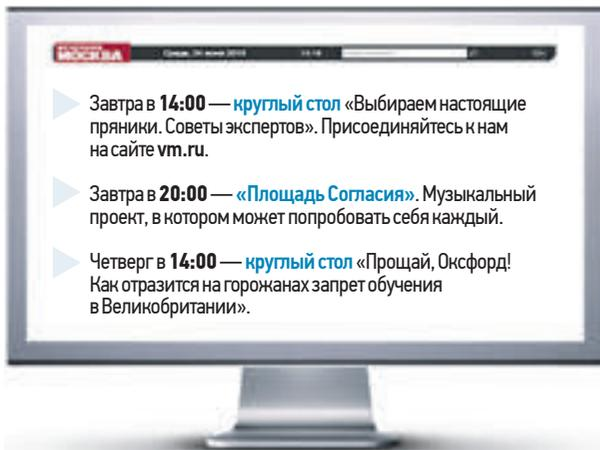 МОСКВА
Завтра в 14:00 — круглый стол «Выбираем настоящие
пряники. Советы экспертов». Присоединяйтесь к нам
на сайте vm.ru.
Завтра в 20:00 — «Площадь Согласия». Музыкальный
проект, в котором может попробовать себя каждый.
Четверг в 14:00 — круглый стол «Прощай, Оксфорд!
Как отразится на горожанах запрет обучения
в Великобритании».